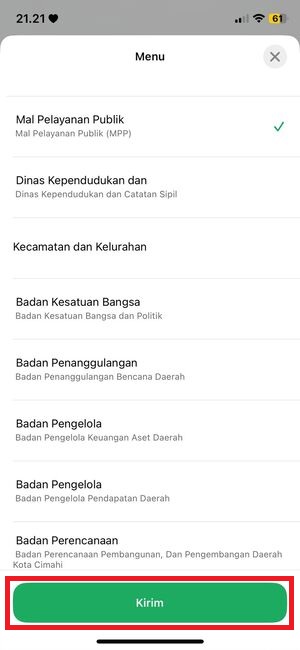 21.21
61
Menu
Mal Pelayanan Publik
Mal Pelayanan Publik (MPP)
Dinas Kependudukan dan
Dinas Kependudukan dan Catatan Sipil
Kecamatan dan Kelurahan
Badan Kesatuan Bangsa
Badan Kesatuan Bangsa dan Politik
Badan Penanggulangan
Badan Penanggulangan Bencana Daerah
Badan Pengelola
Badan Pengelola Keuangan Aset Daerah
Badan Pengelola
Badan Pengelola Pendapatan Daerah
Badan Perencanaan
Badan Perencanaan Pembangunan, Dan Pengembangan Daerah
Kota Cimahi
Kirim